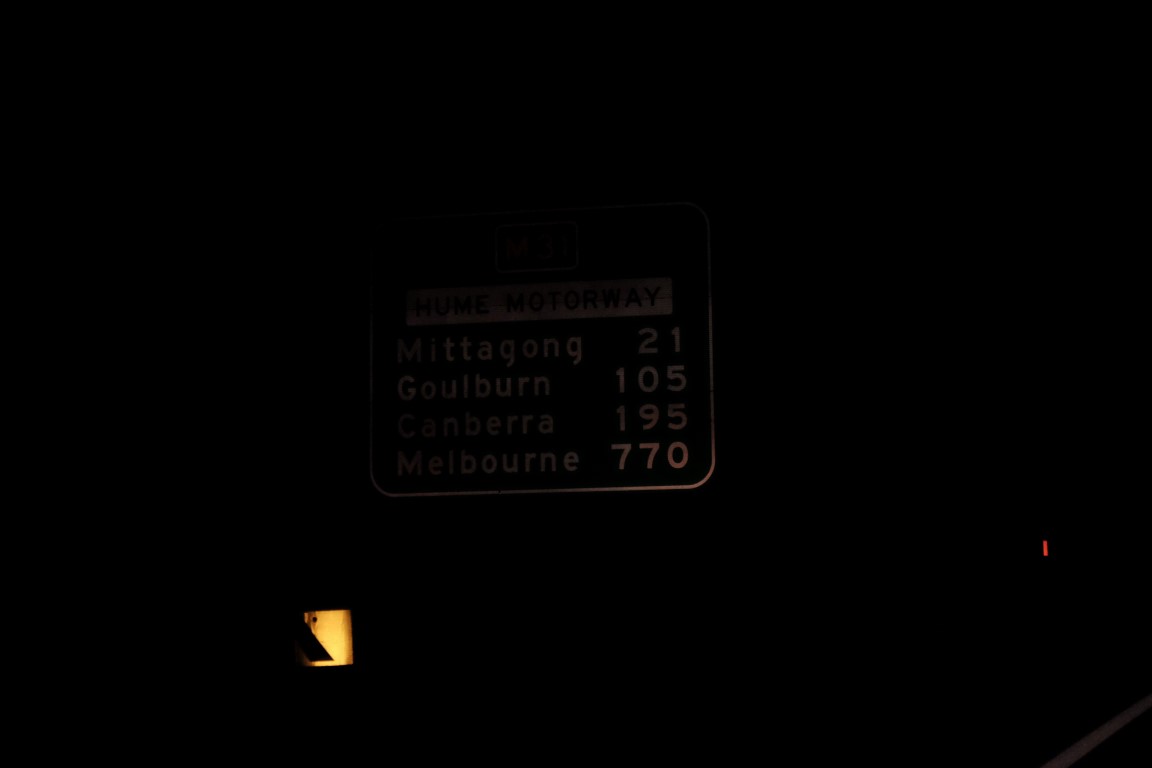 M31
HUME MOTORWAY
Mittagong 21
Goulburn 105
Canberra 195
Melbourne 770